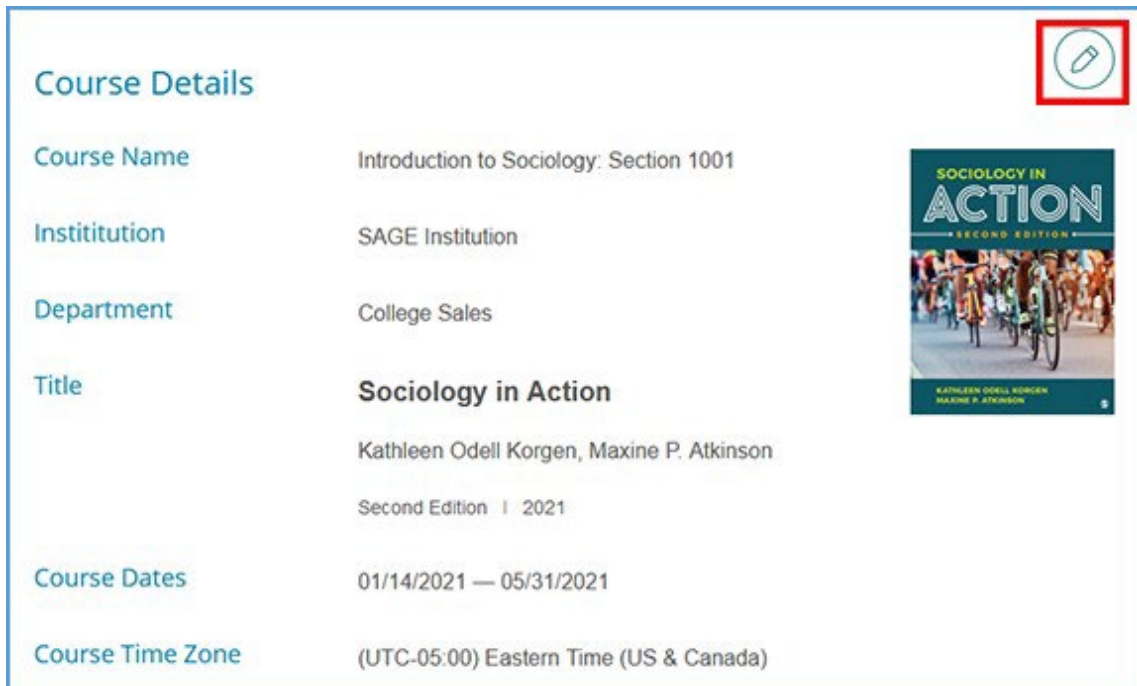 Course Details
Course Name
Introduction to Sociology: Section 1001
Instititution
SAGE Institution
Department
College Sales
Title
Sociology in Action
Kathleen Odell Korgen, Maxine P. Atkinson
Second Edition | 2021
Course Dates
01/14/2021 — 05/31/2021
Course Time Zone
(UTC-05:00) Eastern Time (US & Canada)
SOCIOLOGY IN
ACTION
SECOND EDITION
KATHLEEN ODELL KORGEN
MAXINE P. ATKINSON